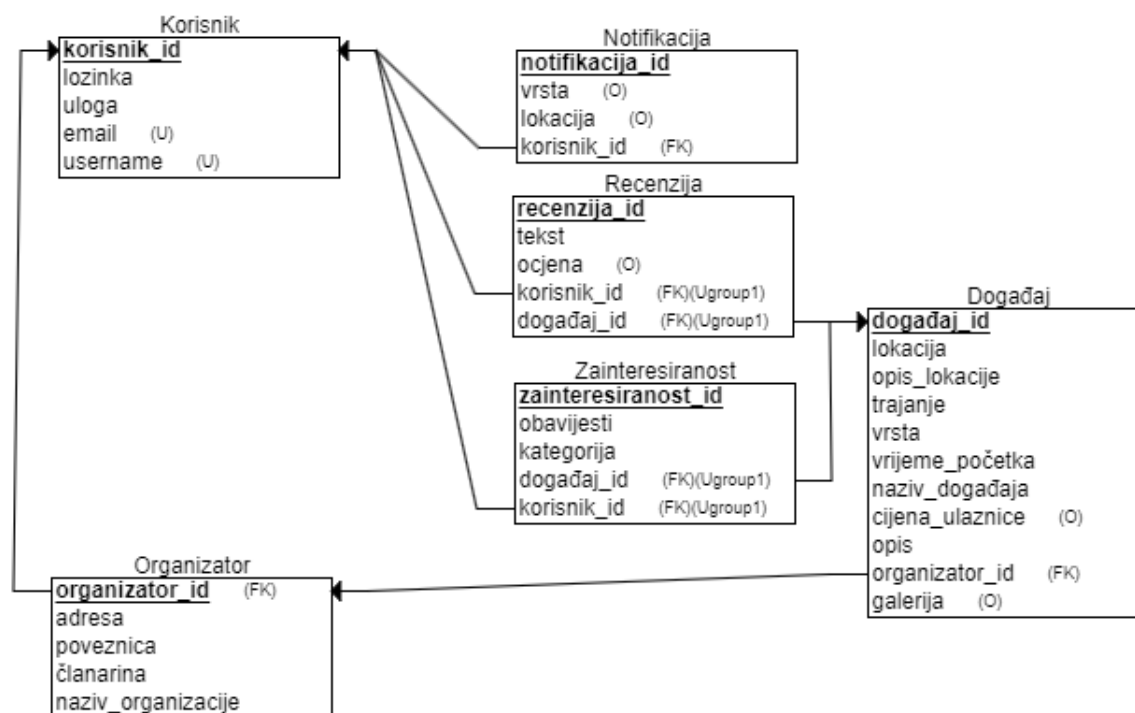 Korisnik
korisnik_id
lozinka
uloga
email (U)
username (U)
Notifikacija
notifikacija_id
vrsta (O)
lokacija (O)
korisnik_id (FK)
Recenzija
recenzija_id
tekst
ocjena (O)
korisnik_id (FK)(Ugroup1)
događaj_id (FK)(Ugroup1)
Zainteresiranost
zainteresiranost_id
obavijesti
kategorija
događaj_id (FK)(Ugroup1)
korisnik_id (FK)(Ugroup1)
Događaj
događaj_id
lokacija
opis_lokacije
trajanje
vrsta
vrijeme_početka
naziv_događaja
cijena_ulaznice (O)
opis
organizator_id (FK)
galerija (O)
Organizator
organizator_id (FK)
adresa
poveznica
članarina
naziv_organizacije